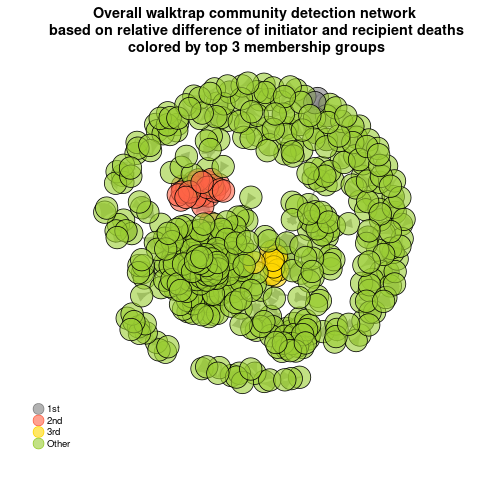 Overall walktrap community detection network
based on relative difference of initiator and recipient deaths
colored by top 3 membership groups
1st
2nd
3rd
Other